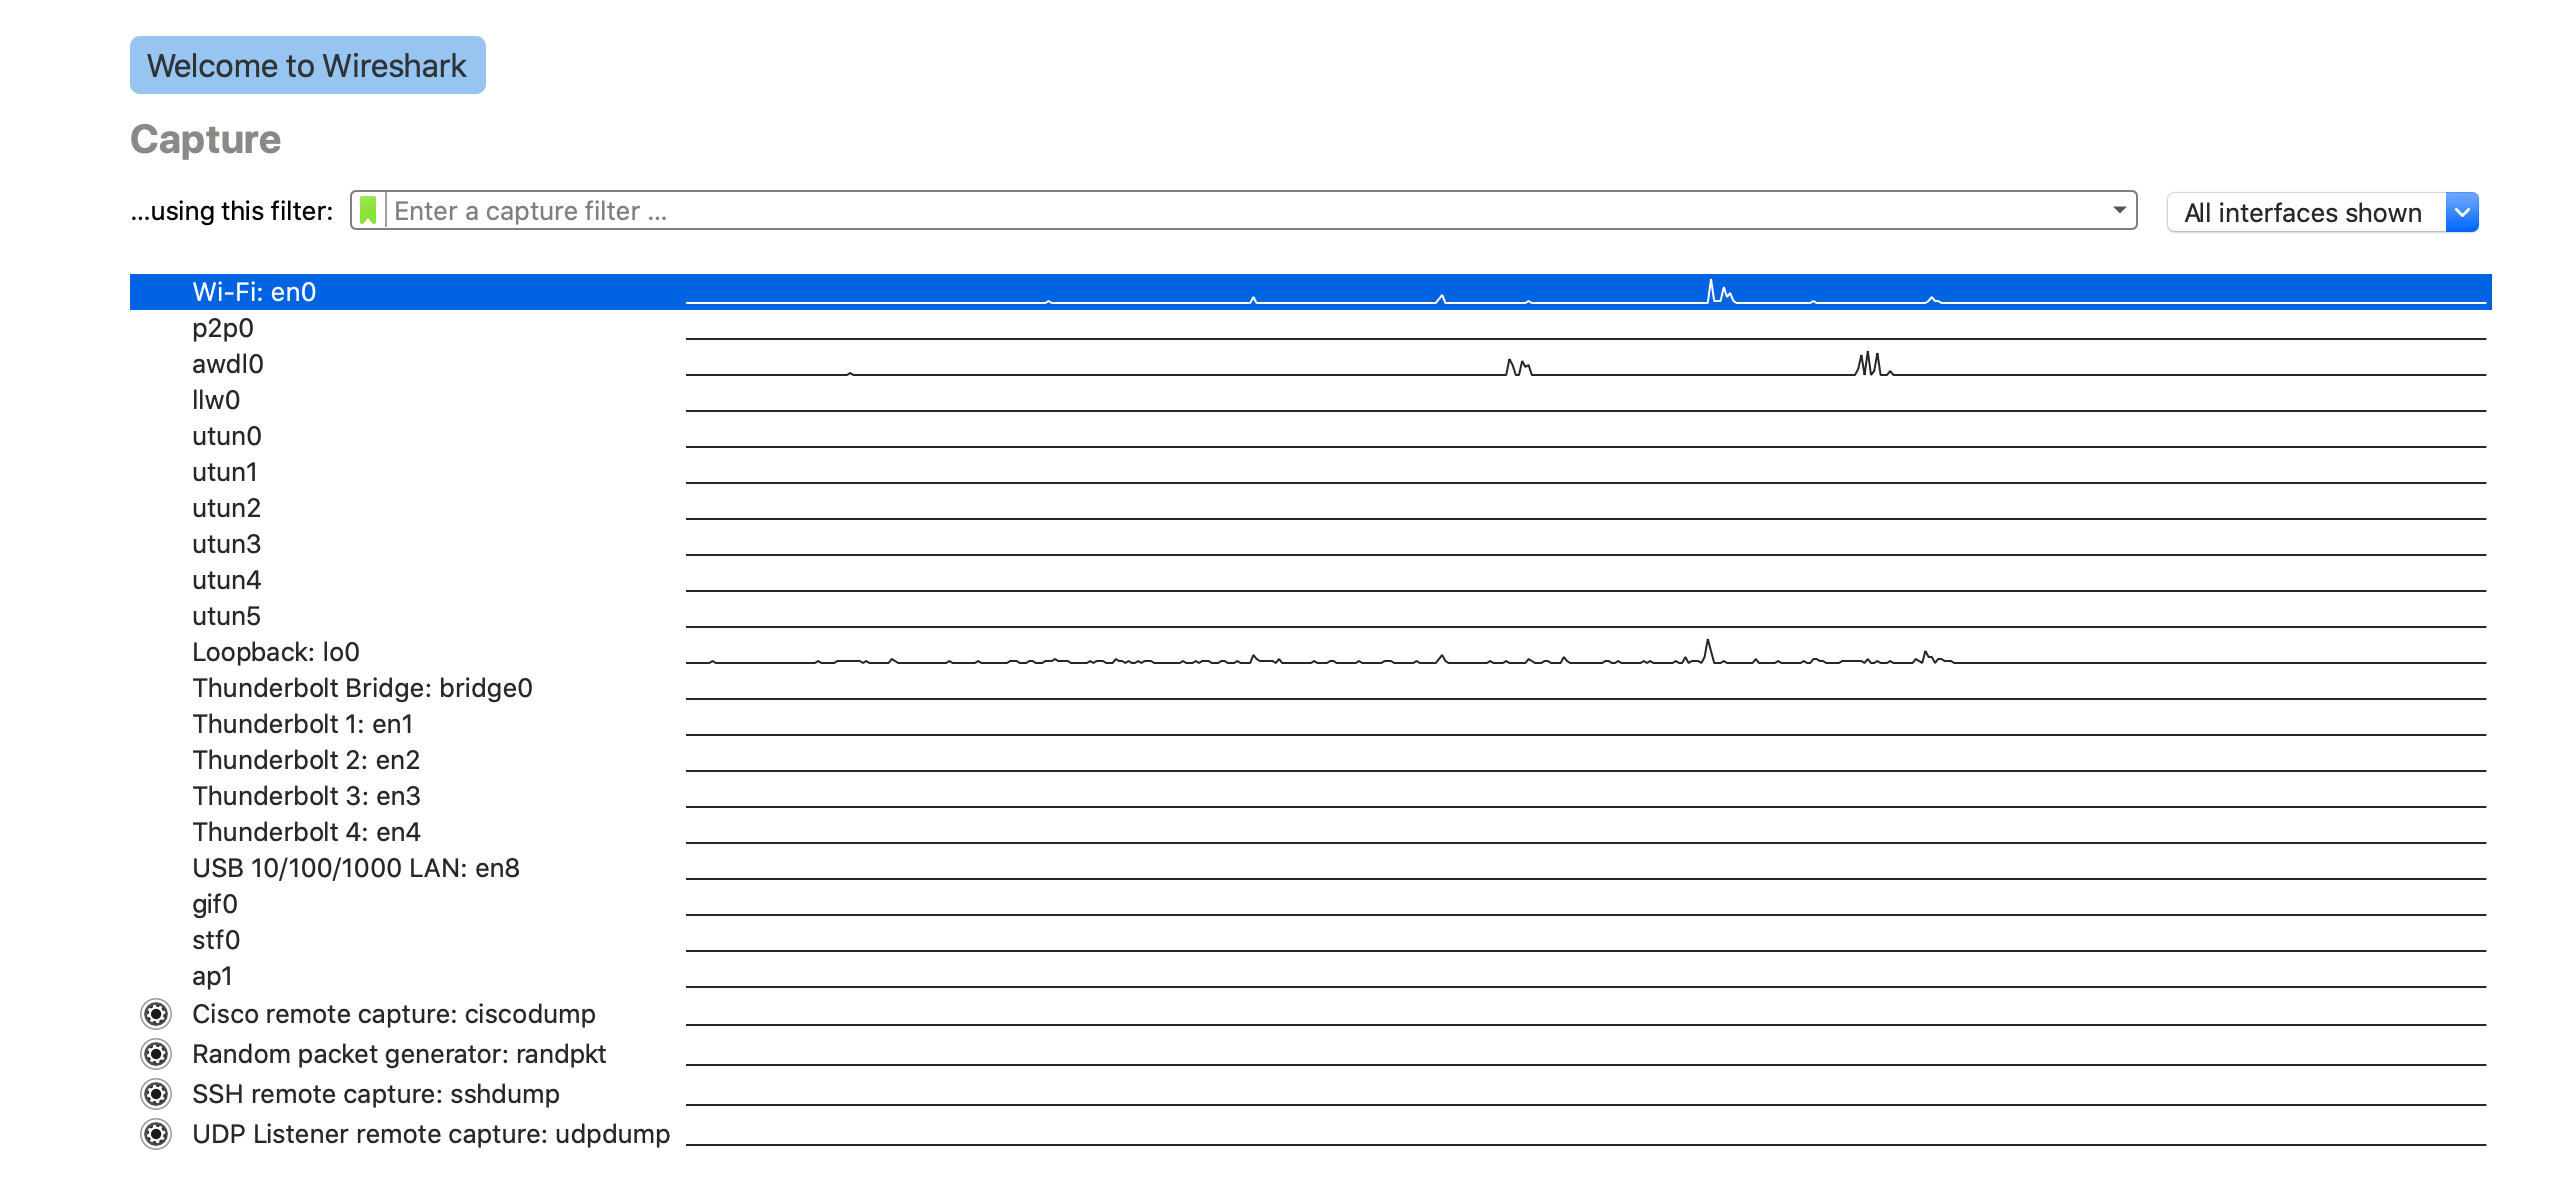 Welcome to Wireshark
Capture
...using this filter: Enter a capture filter ... All interfaces shown
Wi-Fi: en0
p2p0
awdl0
llw0
utun0
utun1
utun2
utun3
utun4
utun5
Loopback: lo0
Thunderbolt Bridge: bridge0
Thunderbolt 1: en1
Thunderbolt 2: en2
Thunderbolt 3: en3
Thunderbolt 4: en4
USB 10/100/1000 LAN: en8
gif0
stf0
ap1
Cisco remote capture: ciscodump
Random packet generator: randpkt
SSH remote capture: sshdump
UDP Listener remote capture: udpdump